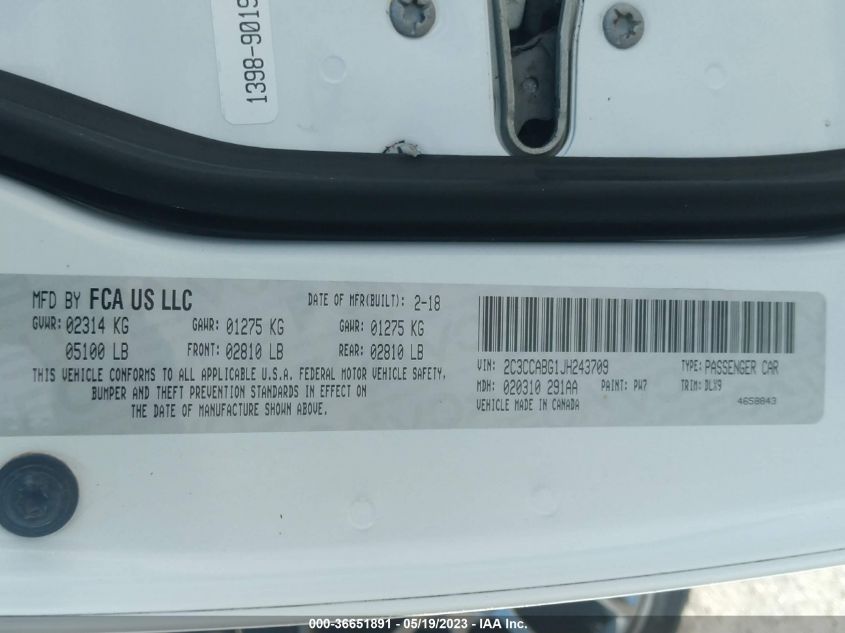 1398-9019
MFD BY FCA US LLC
DATE OF MFR(BUILT): 2-18
GVWR: 02314 KG GAWR: 01275 KG GAWR: 01275 KG
05100 LB FRONT: 02810 LB REAR: 02810 LB
THIS VEHICLE CONFORMS TO ALL APPLICABLE U.S.A. FEDERAL MOTOR VEHICLE SAFETY,
BUMPER AND THEFT PREVENTION STANDARDS IN EFFECT ON
THE DATE OF MANUFACTURE SHOWN ABOVE.
VIN: 2C3CCABG1JH243709 TYPE: PASSENGER CAR
MDH: 020310 291AA PAINT: PW7 TRIM: DLX9
VEHICLE MADE IN CANADA 4658843
000-36651891 - 05/19/2023 - IAA Inc.